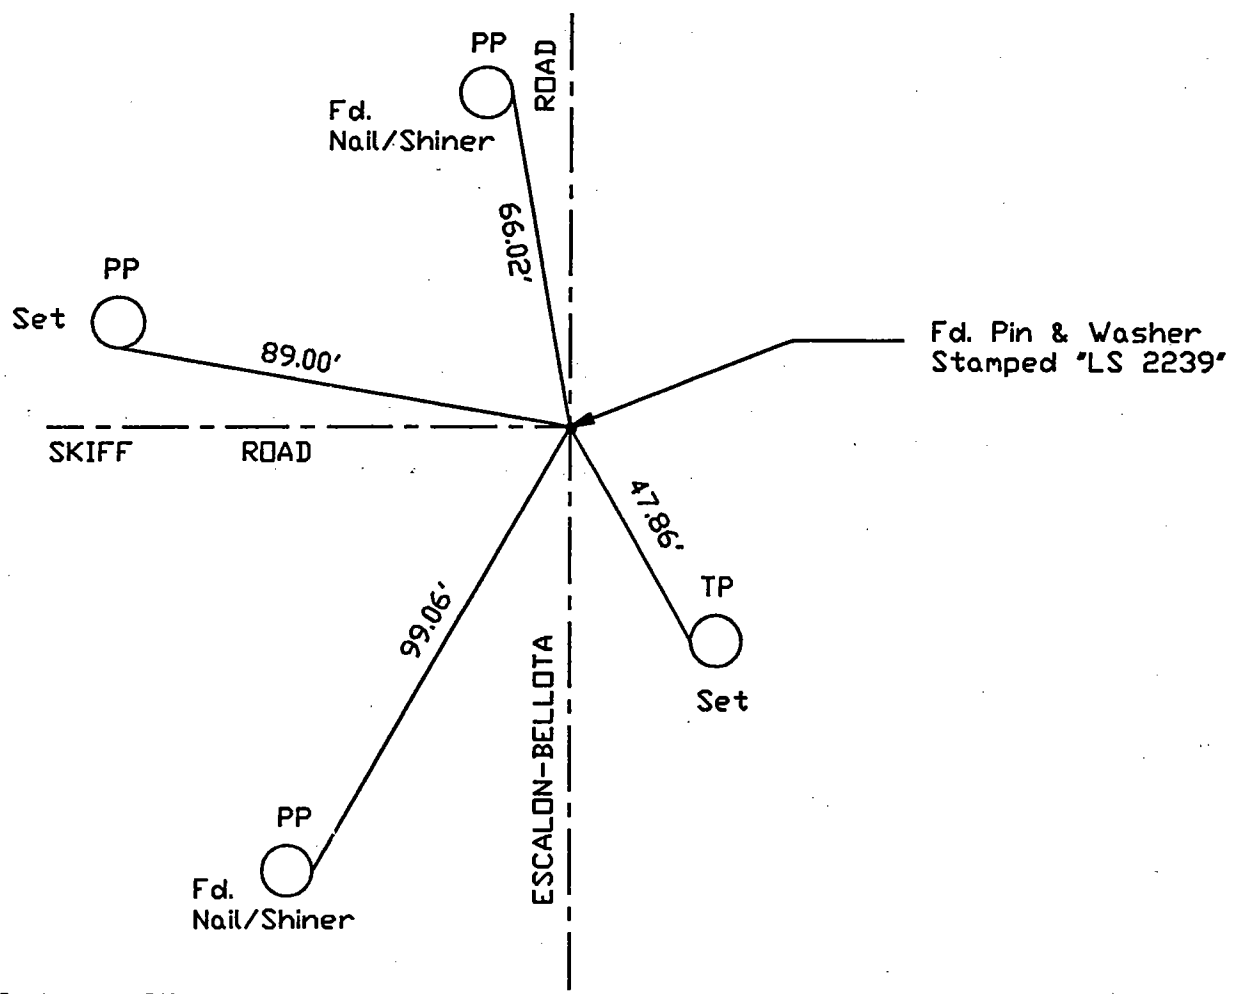 PP
ROAD
Fd.
Nail/Shiner
66.02'
PP
Set
89.00'
Fd. Pin & Washer
Stamped "LS 2239"
SKIFF ROAD
47.86'
TP
99.06'
Set
ESCALON-BELLOTA
PP
Fd.
Nail/Shiner